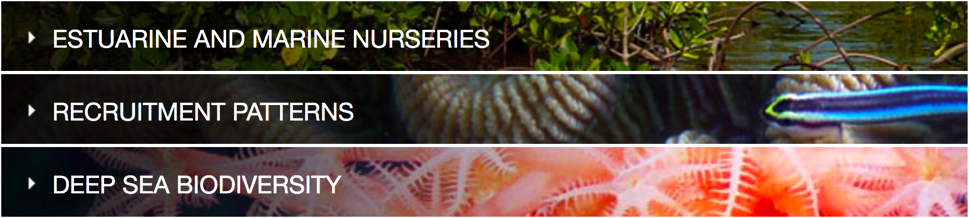 ESTUARINE AND MARINE NURSERIES
RECRUITMENT PATTERNS
DEEP SEA BIODIVERSITY